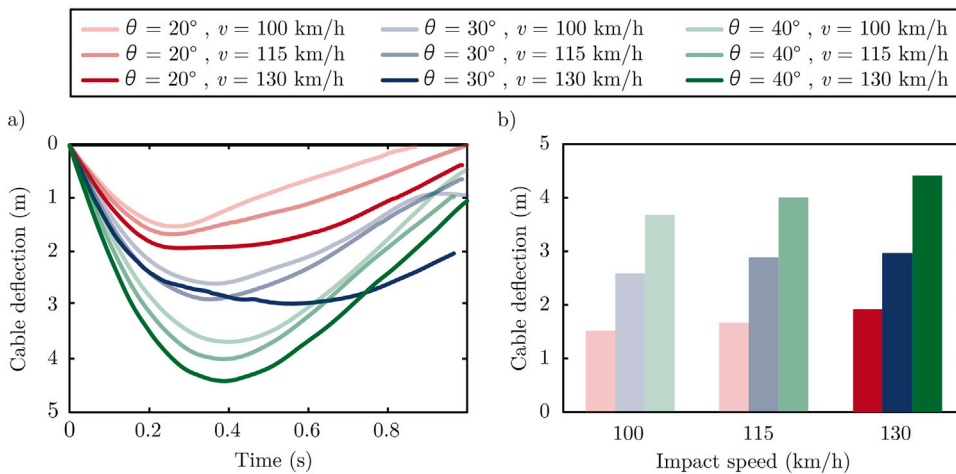 θ = 20° , v = 100 km/h θ = 30° , v = 100 km/h θ = 40° , v = 100 km/h
θ = 20° , v = 115 km/h θ = 30° , v = 115 km/h θ = 40° , v = 115 km/h
θ = 20° , v = 130 km/h θ = 30° , v = 130 km/h θ = 40° , v = 130 km/h
a)
Cable deflection (m)
0
1
2
3
4
5
0 0.2 0.4 0.6 0.8
Time (s)
b)
Cable deflection (m)
5
4
3
2
1
0
100 115 130
Impact speed (km/h)